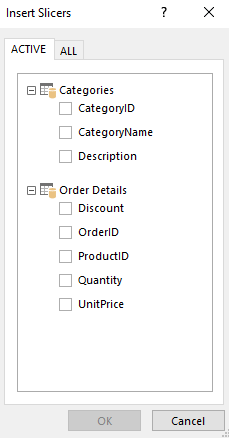 Insert Slicers
ACTIVE ALL
Categories
CategoryID
CategoryName
Description
Order Details
Discount
OrderID
ProductID
Quantity
UnitPrice
OK Cancel